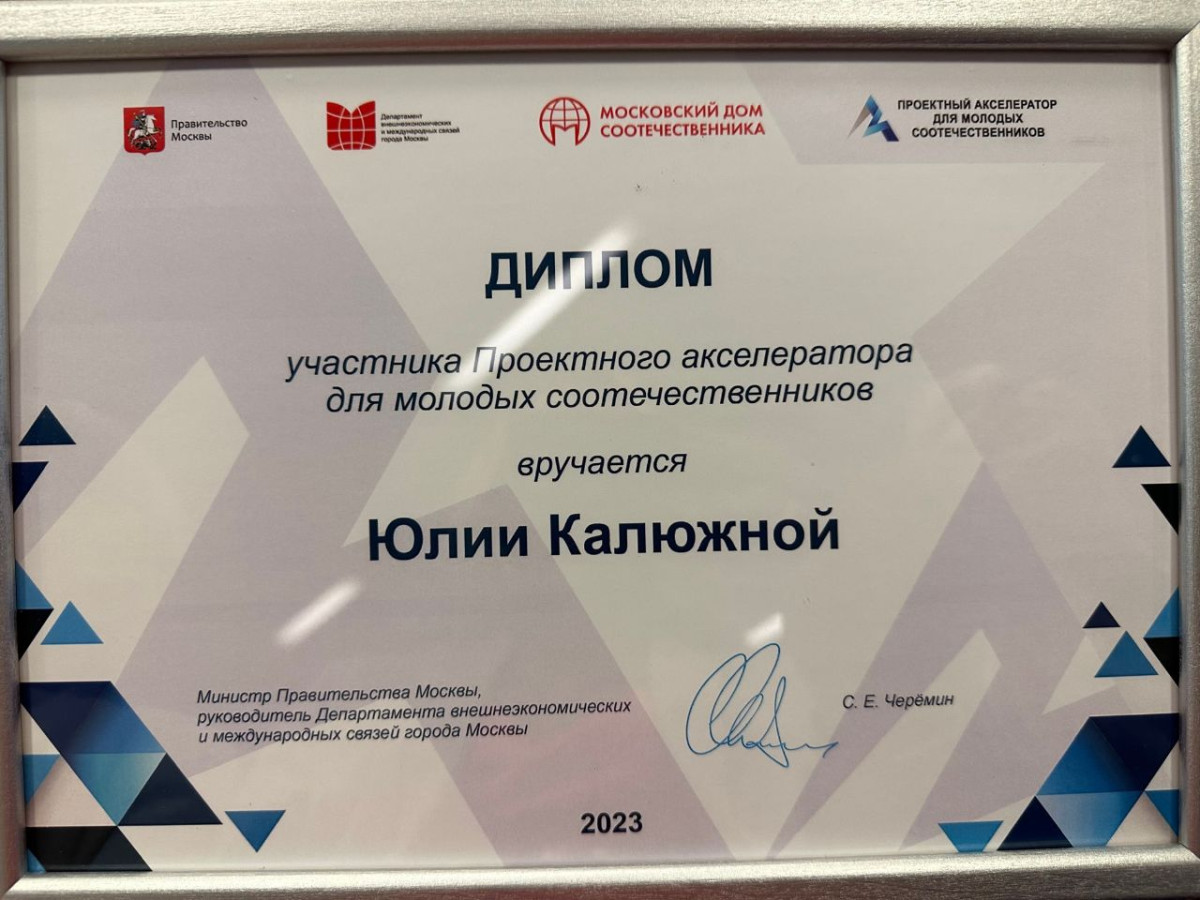 Правительство
Москвы
Департамент
внешнеэкономических
и международных связей
города Москвы
МОСКОВСКИЙ ДОМ
СООТЕЧЕСТВЕННИКА
ПРОЕКТНЫЙ АКСЕЛЕРАТОР
ДЛЯ МОЛОДЫХ
СООТЕЧЕСТВЕННИКОВ
ДИПЛОМ
участника Проектного акселератора
для молодых соотечественников
вручается
Юлии Калюжной
Министр Правительства Москвы,
руководитель Департамента внешнеэкономических
и международных связей города Москвы
С. Е. Черёмин
2023